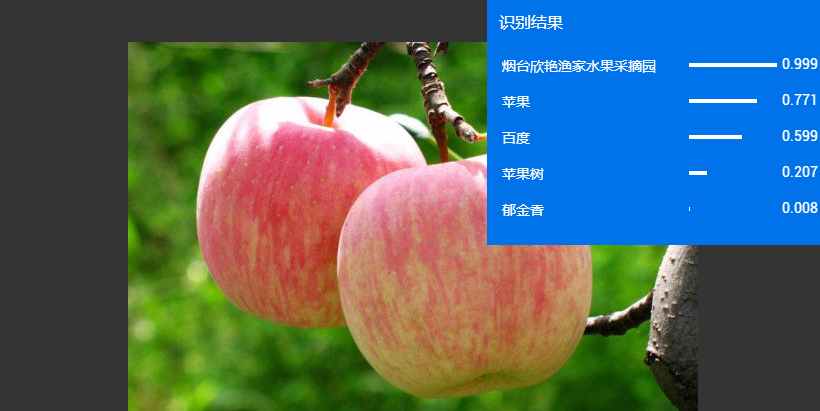 识别结果
烟台欣艳渔家水果采摘园 0.999
苹果 0.771
百度 0.599
苹果树 0.207
郁金香 0.008